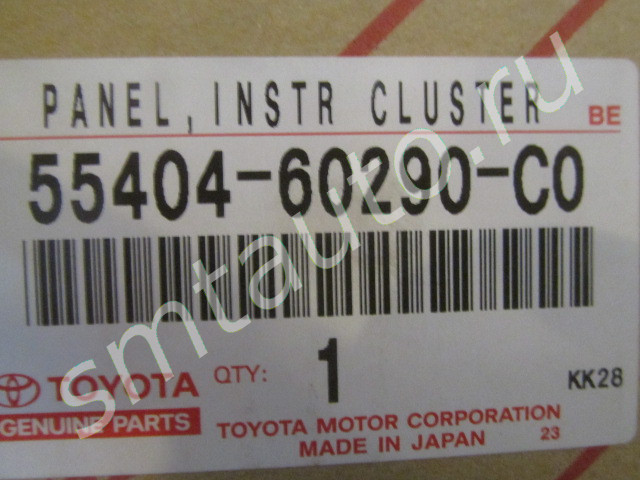 PANEL, INSTR CLUSTER BE
55404-60290-C0
TOYOTA QTY: 1 KK28
GENUINE PARTS
TOYOTA MOTOR CORPORATION
MADE IN JAPAN 23
smtauto.ru